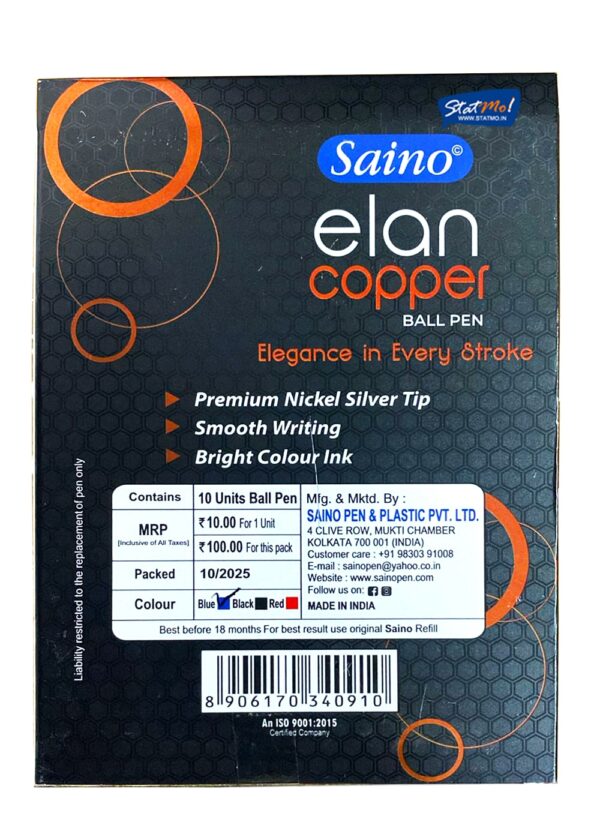 StatMo!
WWW.STATMO.IN
Saino©
elan
copper
BALL PEN
Elegance in Every Stroke
Premium Nickel Silver Tip
Smooth Writing
Bright Colour Ink
Contains 10 Units Ball Pen
MRP
(Inclusive of All Taxes)
₹10.00 For 1 Unit
₹100.00 For this pack
Packed 10/2025
Colour Blue Black Red
Mfg. & Mktd. By :
SAINO PEN & PLASTIC PVT. LTD.
4 CLIVE ROW, MUKTI CHAMBER
KOLKATA 700 001 (INDIA)
Customer care : +91 98303 91008
E-mail : sainopen@yahoo.co.in
Website : www.sainopen.com
Follow us on:
MADE IN INDIA
Best before 18 months For best result use original Saino Refill
Liability restricted to the replacement of pen only
8 906170 340910
An ISO 9001:2015
Certified Company